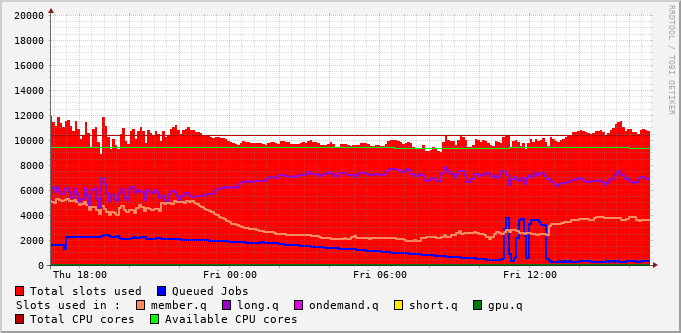 20000
18000
16000
14000
12000
10000
8000
6000
4000
2000
0
Thu 18:00 Fri 00:00 Fri 06:00 Fri 12:00
Total slots used Queued Jobs
Slots used in : member.q long.q ondemand.q short.q gpu.q
Total CPU cores Available CPU cores
RRDTOOL / TOBI OETIKER